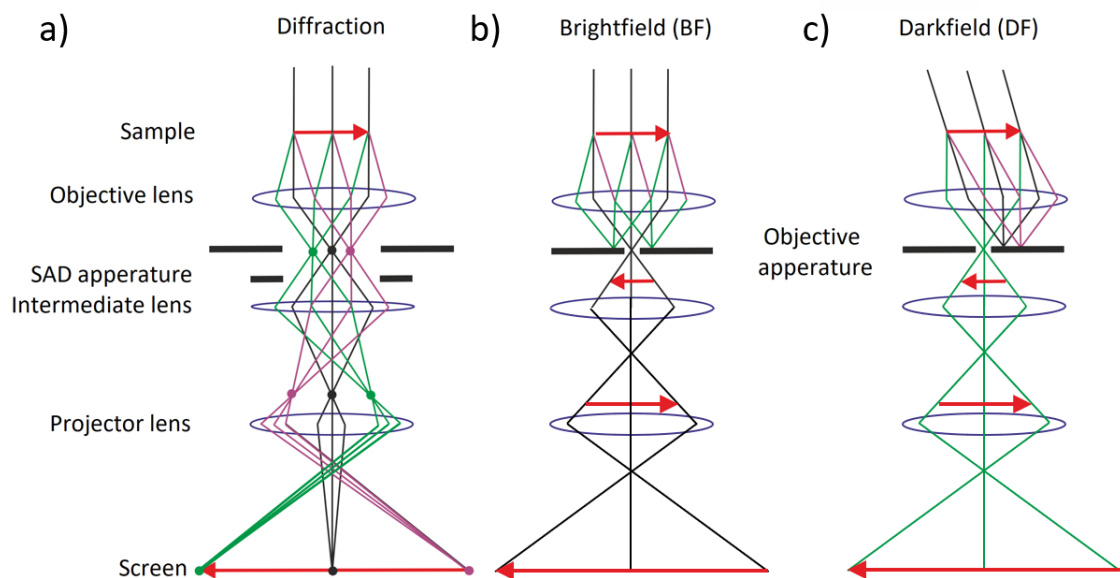 a)
Diffraction
b)
Brightfield (BF)
c)
Darkfield (DF)
Sample
Objective lens
SAD apperature
Intermediate lens
Projector lens
Screen
Objective
apperature